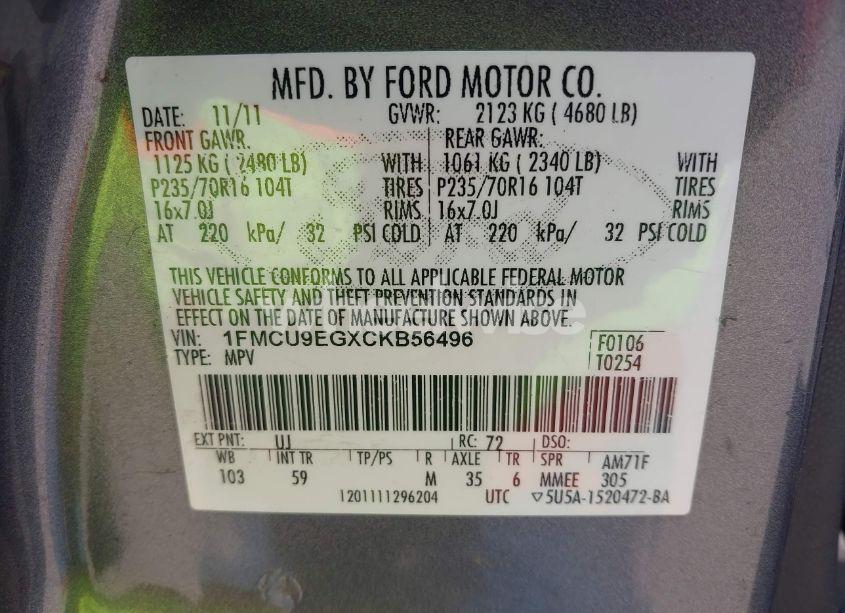 MFD. BY FORD MOTOR CO.
DATE: 11/11 GVWR: 2123 KG ( 4680 LB)
FRONT GAWR: REAR GAWR:
1125 KG ( 2480 LB) WITH 1061 KG ( 2340 LB) WITH
P235/70R16 104T TIRES P235/70R16 104T TIRES
16x7.0J RIMS 16x7.0J RIMS
AT 220 kPa/ 32 PSI COLD AT 220 kPa/ 32 PSI COLD
THIS VEHICLE CONFORMS TO ALL APPLICABLE FEDERAL MOTOR
VEHICLE SAFETY AND THEFT PREVENTION STANDARDS IN
EFFECT ON THE DATE OF MANUFACTURE SHOWN ABOVE.
VIN: 1FMCU9EGXCKB56496 F0106
TYPE: MPV T0254
EXT PNT: UJ RC: 72 DSO:
WB INT TR TP/PS R AXLE TR SPR AM71F
103 59 M 35 6 MMEE 305
1201111296204 UTC ▽5U5A-1520472-BA